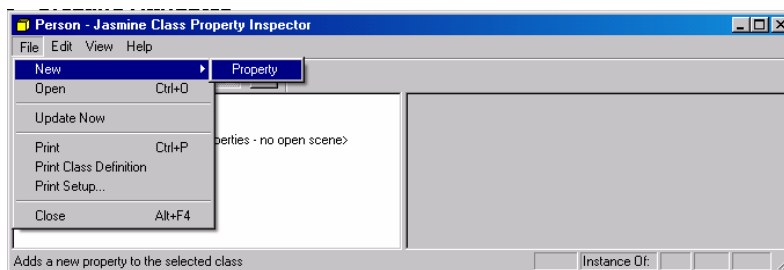 Person - Jasmine Class Property Inspector
File Edit View Help
New Property
Open Ctrl+O
Update Now
perties - no open scene>
Print Ctrl+P
Print Class Definition
Print Setup...
Close Alt+F4
Adds a new property to the selected class Instance Of: